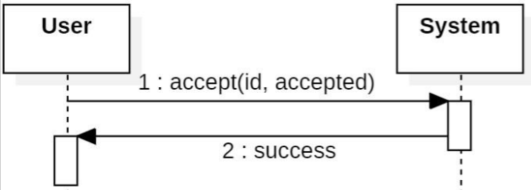 User
System
1 : accept(id, accepted)
2 : success